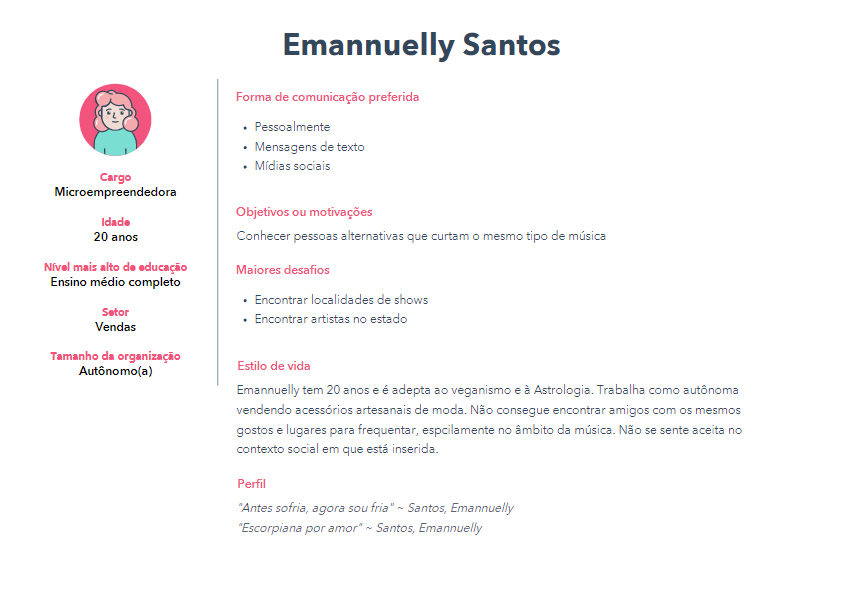 Emannuelly Santos
Cargo
Microempreendedora
Idade
20 anos
Nível mais alto de educação
Ensino médio completo
Setor
Vendas
Tamanho da organização
Autônomo(a)
Forma de comunicação preferida
• Pessoalmente
• Mensagens de texto
• Mídias sociais
Objetivos ou motivações
Conhecer pessoas alternativas que curtam o mesmo tipo de música
Maiores desafios
• Encontrar localidades de shows
• Encontrar artistas no estado
Estilo de vida
Emannuelly tem 20 anos e é adepta ao veganismo e à Astrologia. Trabalha como autônoma
vendendo acessórios artesanais de moda. Não consegue encontrar amigos com os mesmos
gostos e lugares para frequentar, espcilamente no âmbito da música. Não se sente aceita no
contexto social em que está inserida.
Perfil
"Antes sofria, agora sou fria" ~ Santos, Emannuelly
"Escorpiana por amor" ~ Santos, Emannuelly